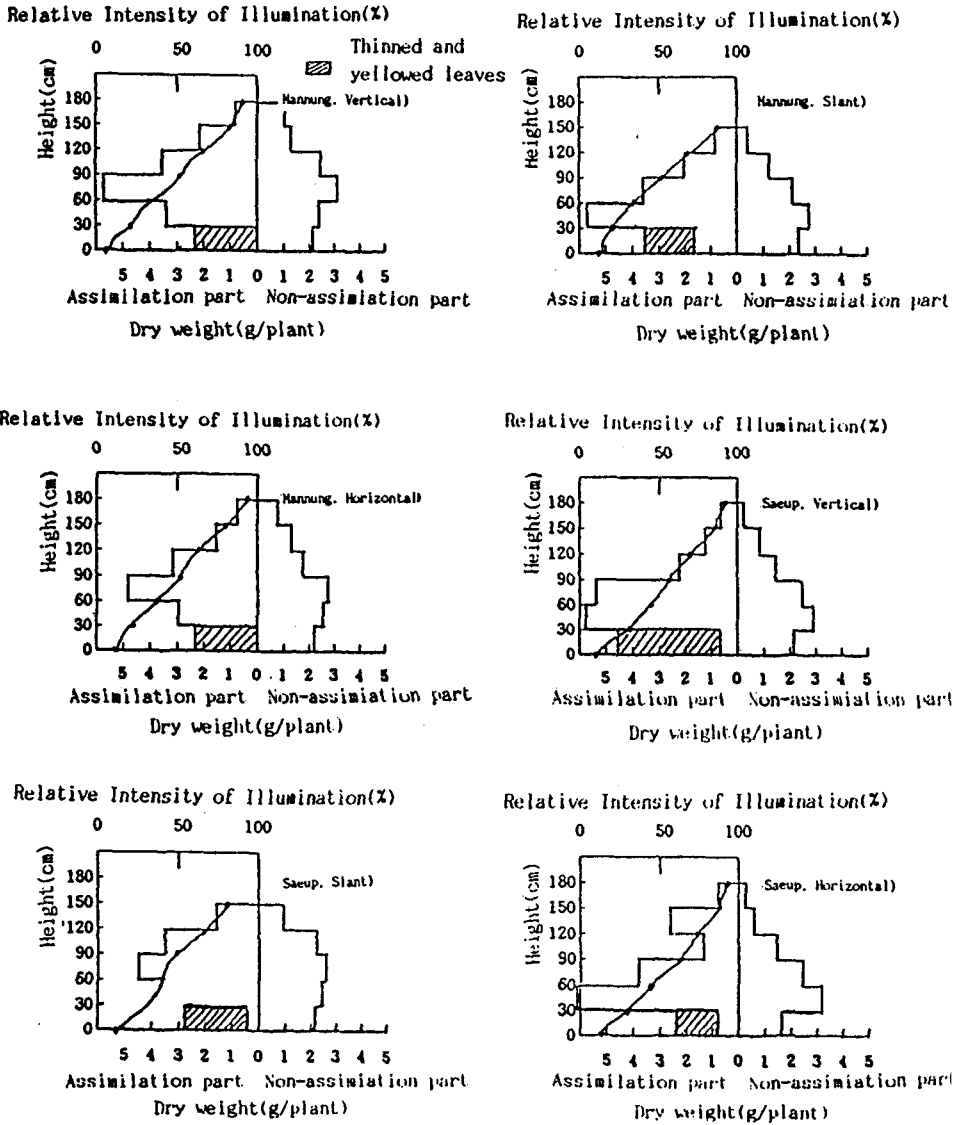 Relative Intensity of Illumination(%)
0 50 100
Thinned and
yellowed leaves
Height(cm)
180
150
120
90
60
30
0
Mannung. Vertical)
5 4 3 2 1 0 1 2 3 4 5
Assimilation part Non-assimiation part
Dry weight(g/plant)
Relative Intensity of Illumination(%)
0 50 100
Height(cm)
180
150
120
90
60
30
0
Mannung. Slant)
5 4 3 2 1 0 1 2 3 4 5
Assimilation part Non-assimiation part
Dry weight(g/plant)
Relative Intensity of Illumination(%)
0 50 100
Height(cm)
180
150
120
90
60
30
0
Mannung. Horizontal)
5 4 3 2 1 0 1 2 3 4 5
Assimilation part Non-assimiation part
Dry weight(g/plant)
Relative Intensity of Illumination(%)
0 50 100
Height(cm)
180
150
120
90
60
30
0
Saeup. Vertical)
5 4 3 2 1 0 1 2 3 4 5
Assimilation part Non-assimiation part
Dry weight(g/plant)
Relative Intensity of Illumination(%)
0 50 100
Height(cm)
180
150
120
90
60
30
0
Saeup. Slant)
5 4 3 2 1 0 1 2 3 4 5
Assimilation part Non-assimiation part
Dry weight(g/plant)
Relative Intensity of Illumination(%)
0 50 100
Height(cm)
180
150
120
90
60
30
0
Saeup. Horizontal)
5 4 3 2 1 0 1 2 3 4 5
Assimilation part Non-assimiation part
Dry weight(g/plant)